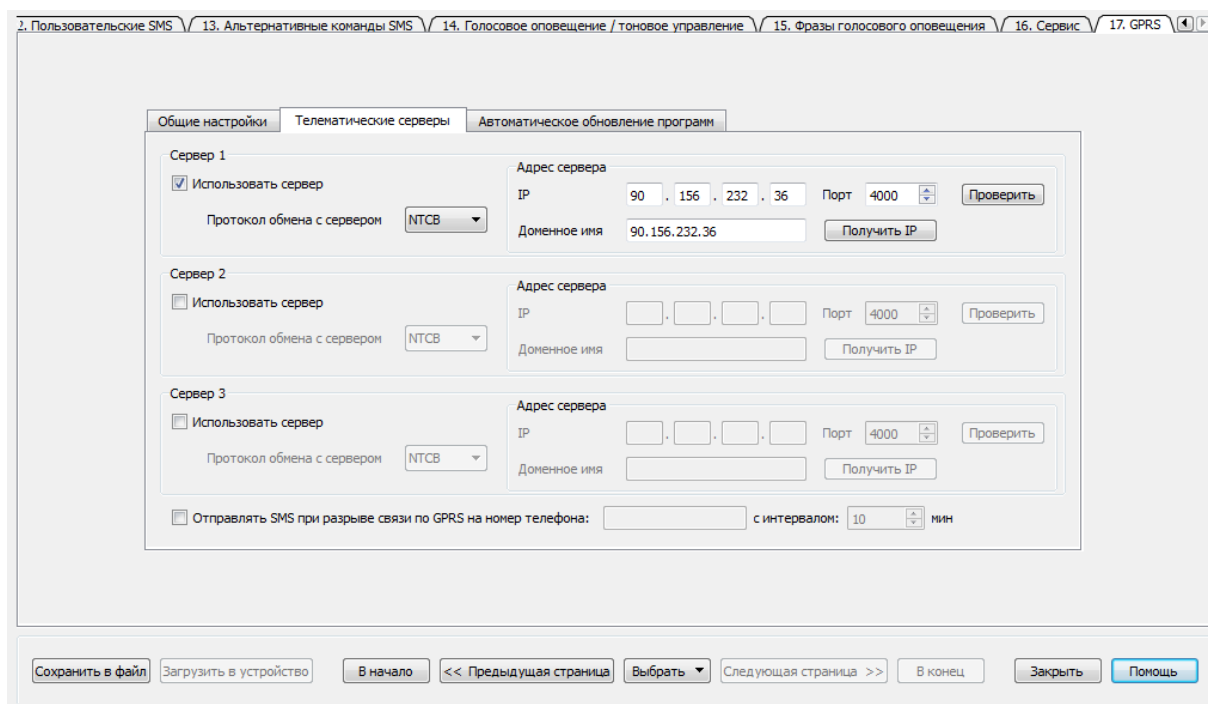 2. Пользовательские SMS 13. Альтернативные команды SMS 14. Голосовое оповещение / тоновое управление 15. Фразы голосового оповещения 16. Сервис 17. GPRS
Общие настройки Телематические серверы Автоматическое обновление программ
Сервер 1
Использовать сервер
Протокол обмена с сервером NTCB
Адрес сервера
IP 90 . 156 . 232 . 36 Порт 4000 Проверить
Доменное имя 90.156.232.36 Получить IP
Сервер 2
Использовать сервер
Протокол обмена с сервером NTCB
Адрес сервера
IP . . . Порт 4000 Проверить
Доменное имя Получить IP
Сервер 3
Использовать сервер
Протокол обмена с сервером NTCB
Адрес сервера
IP . . . Порт 4000 Проверить
Доменное имя Получить IP
Отправлять SMS при разрыве связи по GPRS на номер телефона: с интервалом: 10 мин
Сохранить в файл Загрузить в устройство В начало << Предыдущая страница Выбрать Следующая страница >> В конец Закрыть Помощь